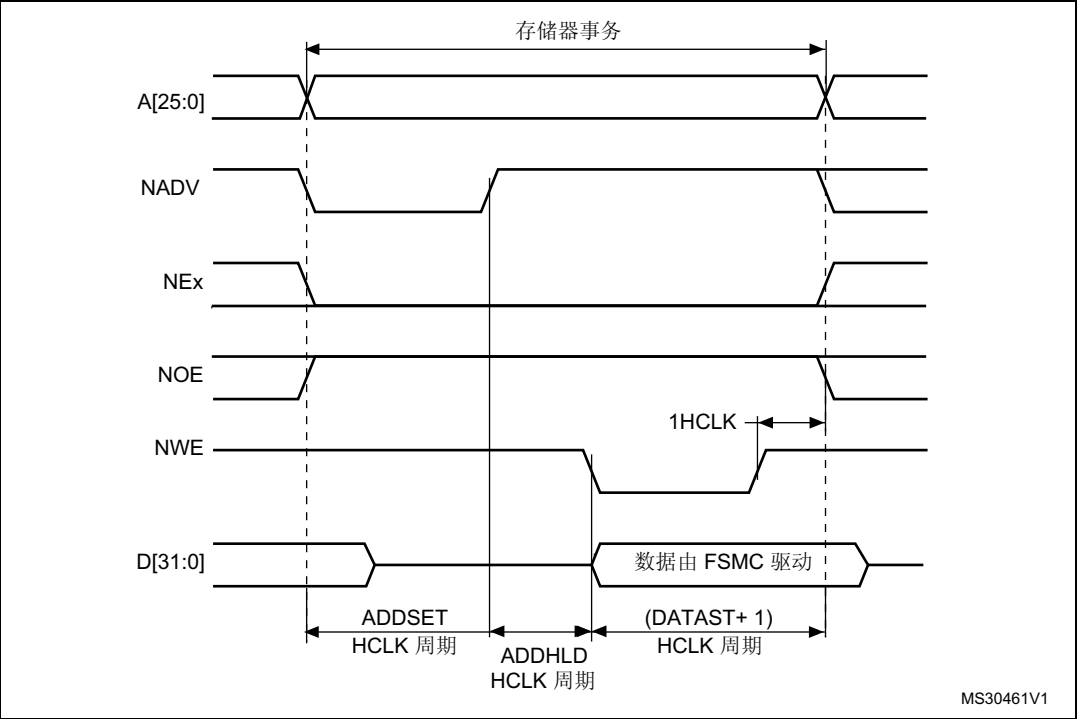 存储器事务
A[25:0]
NADV
NEx
NOE
1HCLK
NWE
D[31:0]
数据由 FSMC 驱动
ADDSET
HCLK 周期
ADDHLD
HCLK 周期
(DATAST+ 1)
HCLK 周期
MS30461V1